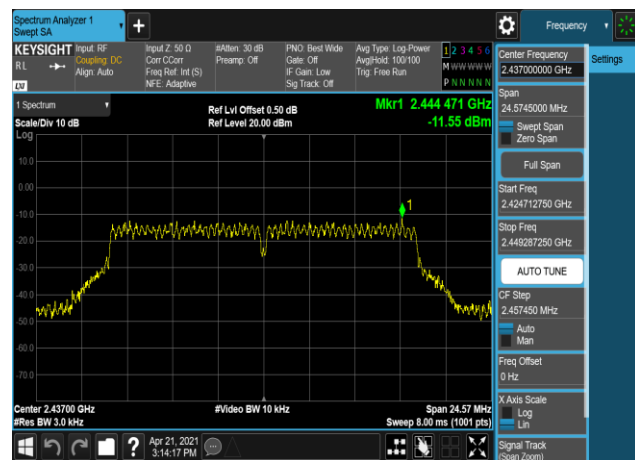 Spectrum Analyzer 1
Swept SA
Frequency
KEYSIGHT
RL
LXI
Input: RF
Coupling: DC
Align: Auto
Input Z: 50 Ω
Corr CCorr
Freq Ref: Int (S)
NFE: Adaptive
#Atten: 30 dB
Preamp: Off
PNO: Best Wide
Gate: Off
IF Gain: Low
Sig Track: Off
Avg Type: Log-Power
Avg|Hold: 100/100
Trig: Free Run
1 2 3 4 5 6
M W W W W W
P N N N N N
Center Frequency
2.437000000 GHz
Settings
Span
24.5745000 MHz
Swept Span
Zero Span
Full Span
Start Freq
2.424712750 GHz
Stop Freq
2.449287250 GHz
AUTO TUNE
CF Step
2.457450 MHz
Auto
Man
Freq Offset
0 Hz
X Axis Scale
Log
Lin
Signal Track
(Span Zoom)
1 Spectrum
Scale/Div 10 dB
Log
Ref Lvl Offset 0.50 dB
Ref Level 20.00 dBm
Mkr1 2.444 471 GHz
-11.55 dBm
1
10.0
0.00
-10.0
-20.0
-30.0
-40.0
-50.0
-60.0
-70.0
Center 2.43700 GHz
#Res BW 3.0 kHz
#Video BW 10 kHz
Span 24.57 MHz
Sweep 8.00 ms (1001 pts)
?
Apr 21, 2021
3:14:17 PM